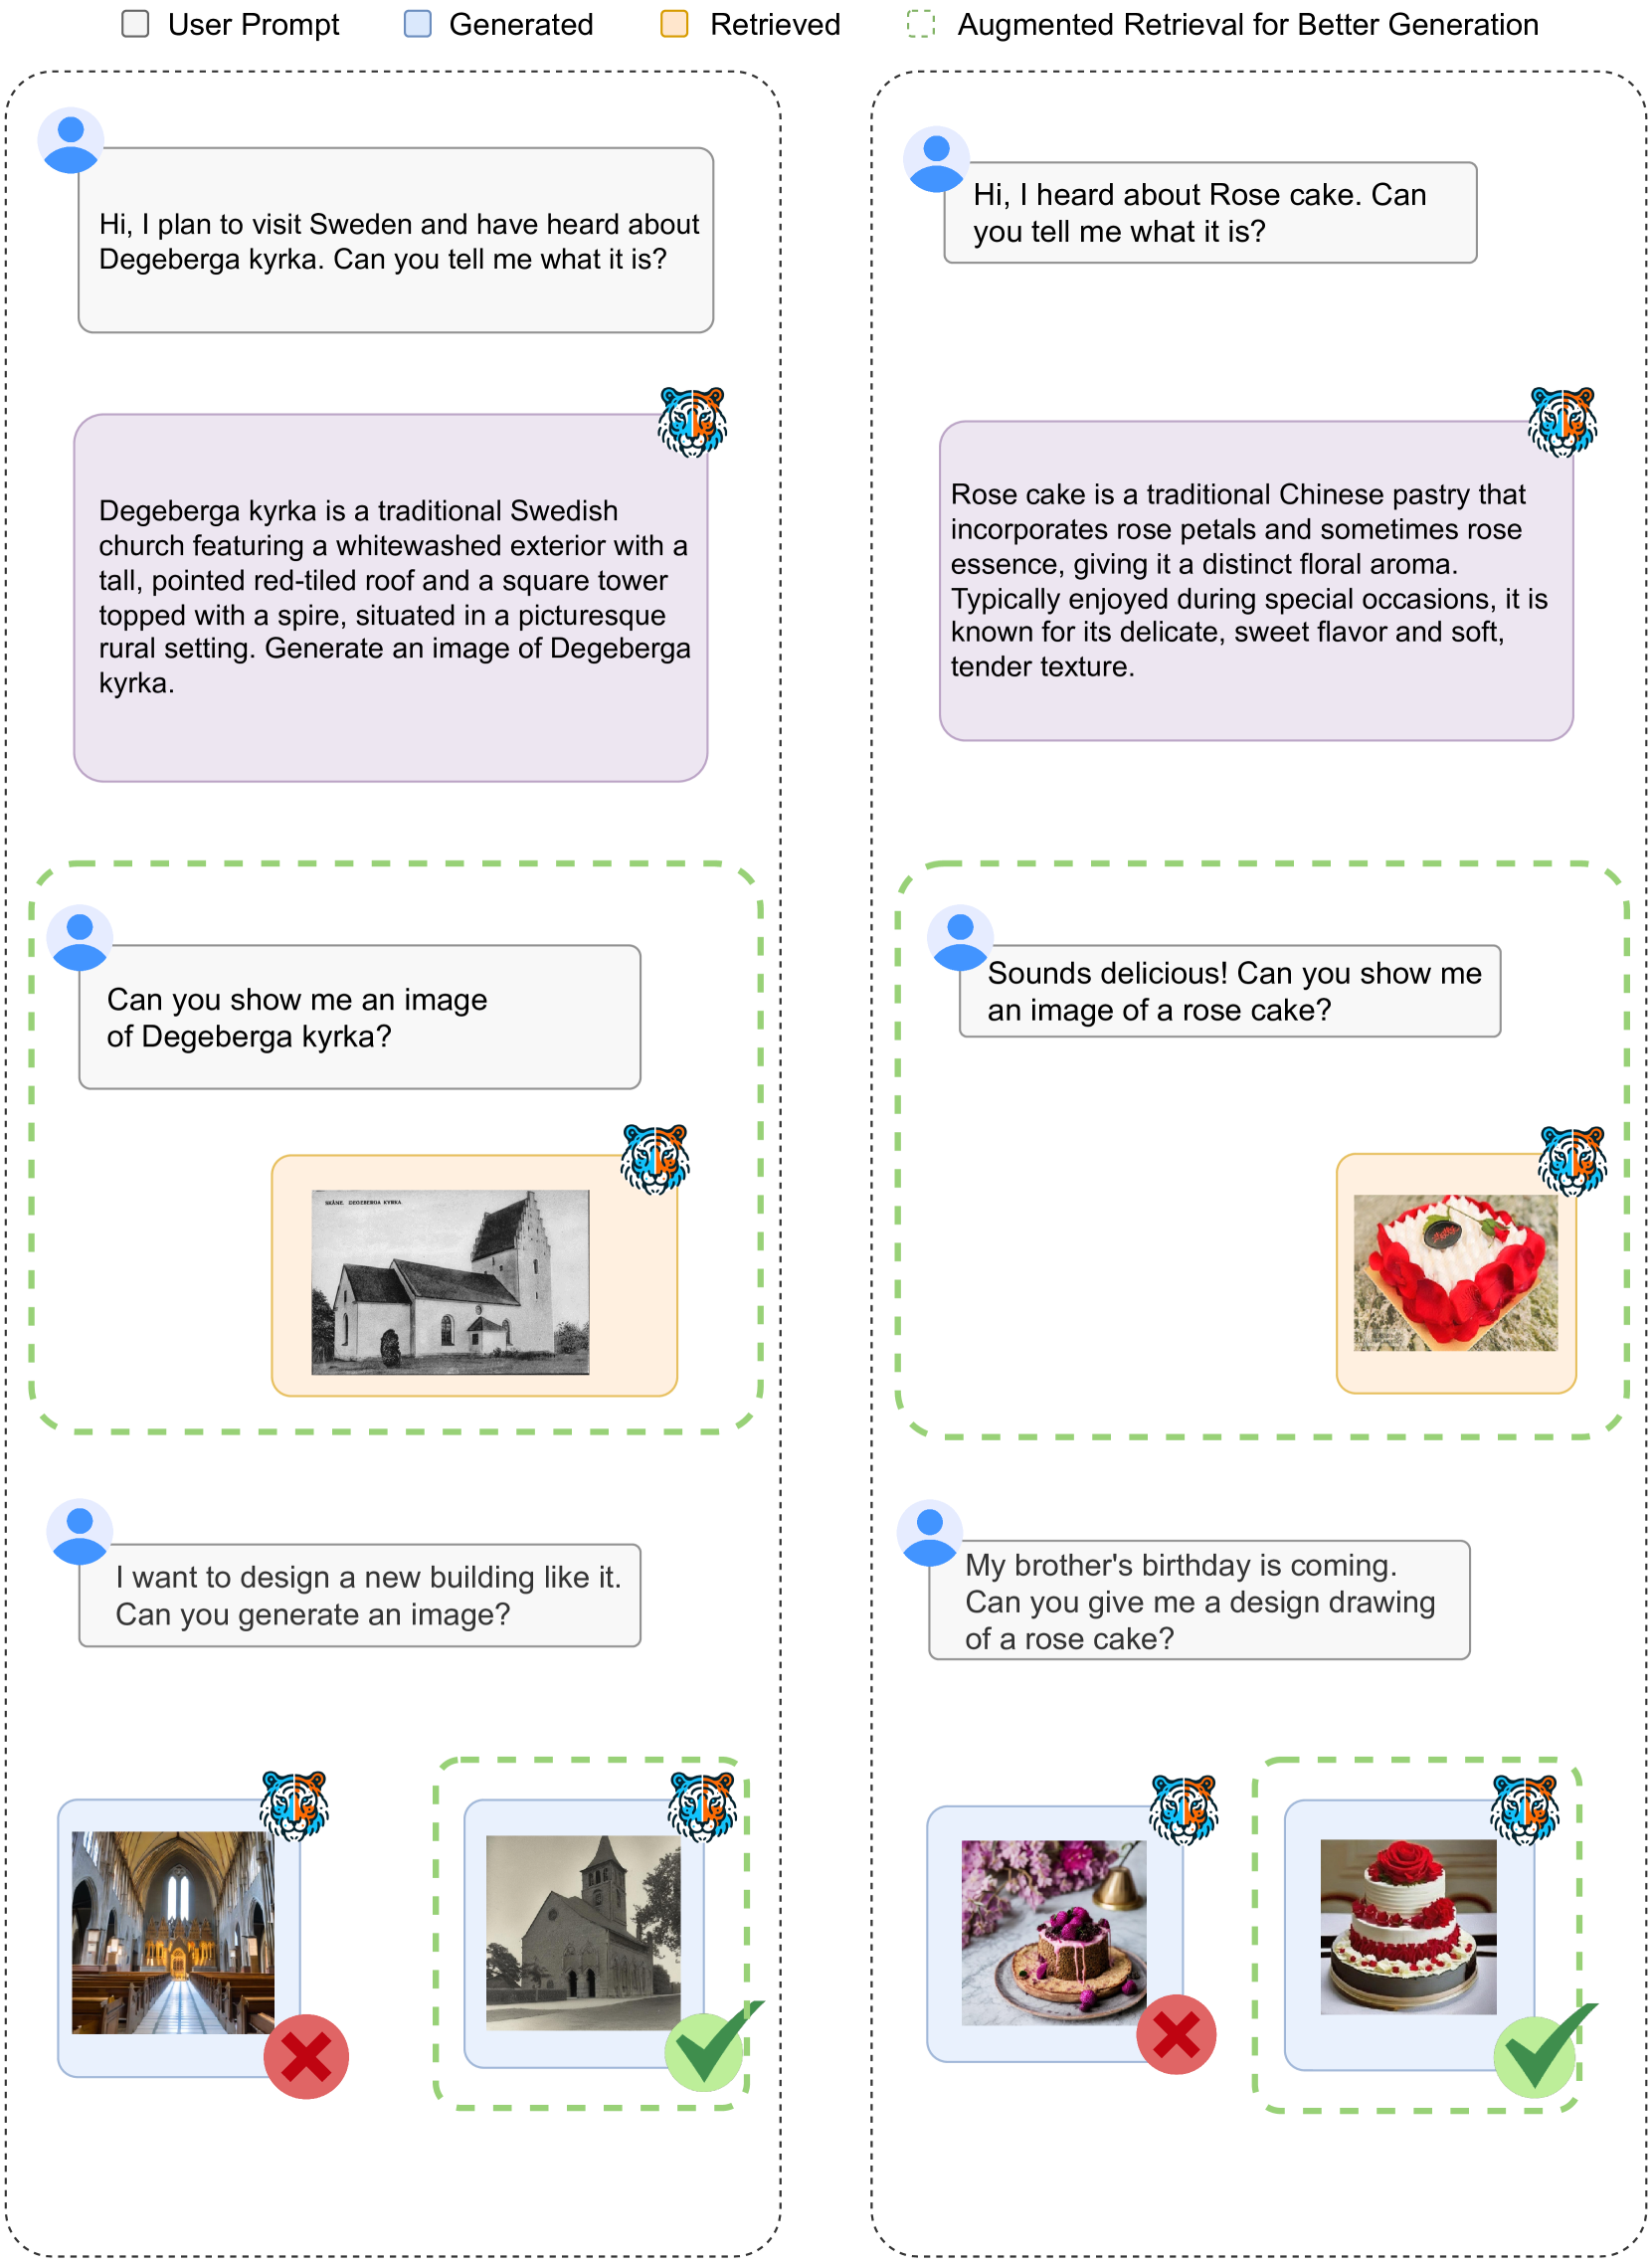 User Prompt
Generated
Retrieved
Augmented Retrieval for Better Generation
Hi, I plan to visit Sweden and have heard about
Degeberga kyrka. Can you tell me what it is?
Degeberga kyrka is a traditional Swedish
church featuring a whitewashed exterior with a
tall, pointed red-tiled roof and a square tower
topped with a spire, situated in a picturesque
rural setting. Generate an image of Degeberga
kyrka.
Can you show me an image
of Degeberga kyrka?
SKÅNE. DEGEBERGA KYRKA
I want to design a new building like it.
Can you generate an image?
Hi, I heard about Rose cake. Can
you tell me what it is?
Rose cake is a traditional Chinese pastry that
incorporates rose petals and sometimes rose
essence, giving it a distinct floral aroma.
Typically enjoyed during special occasions, it is
known for its delicate, sweet flavor and soft,
tender texture.
Sounds delicious! Can you show me
an image of a rose cake?
My brother's birthday is coming.
Can you give me a design drawing
of a rose cake?